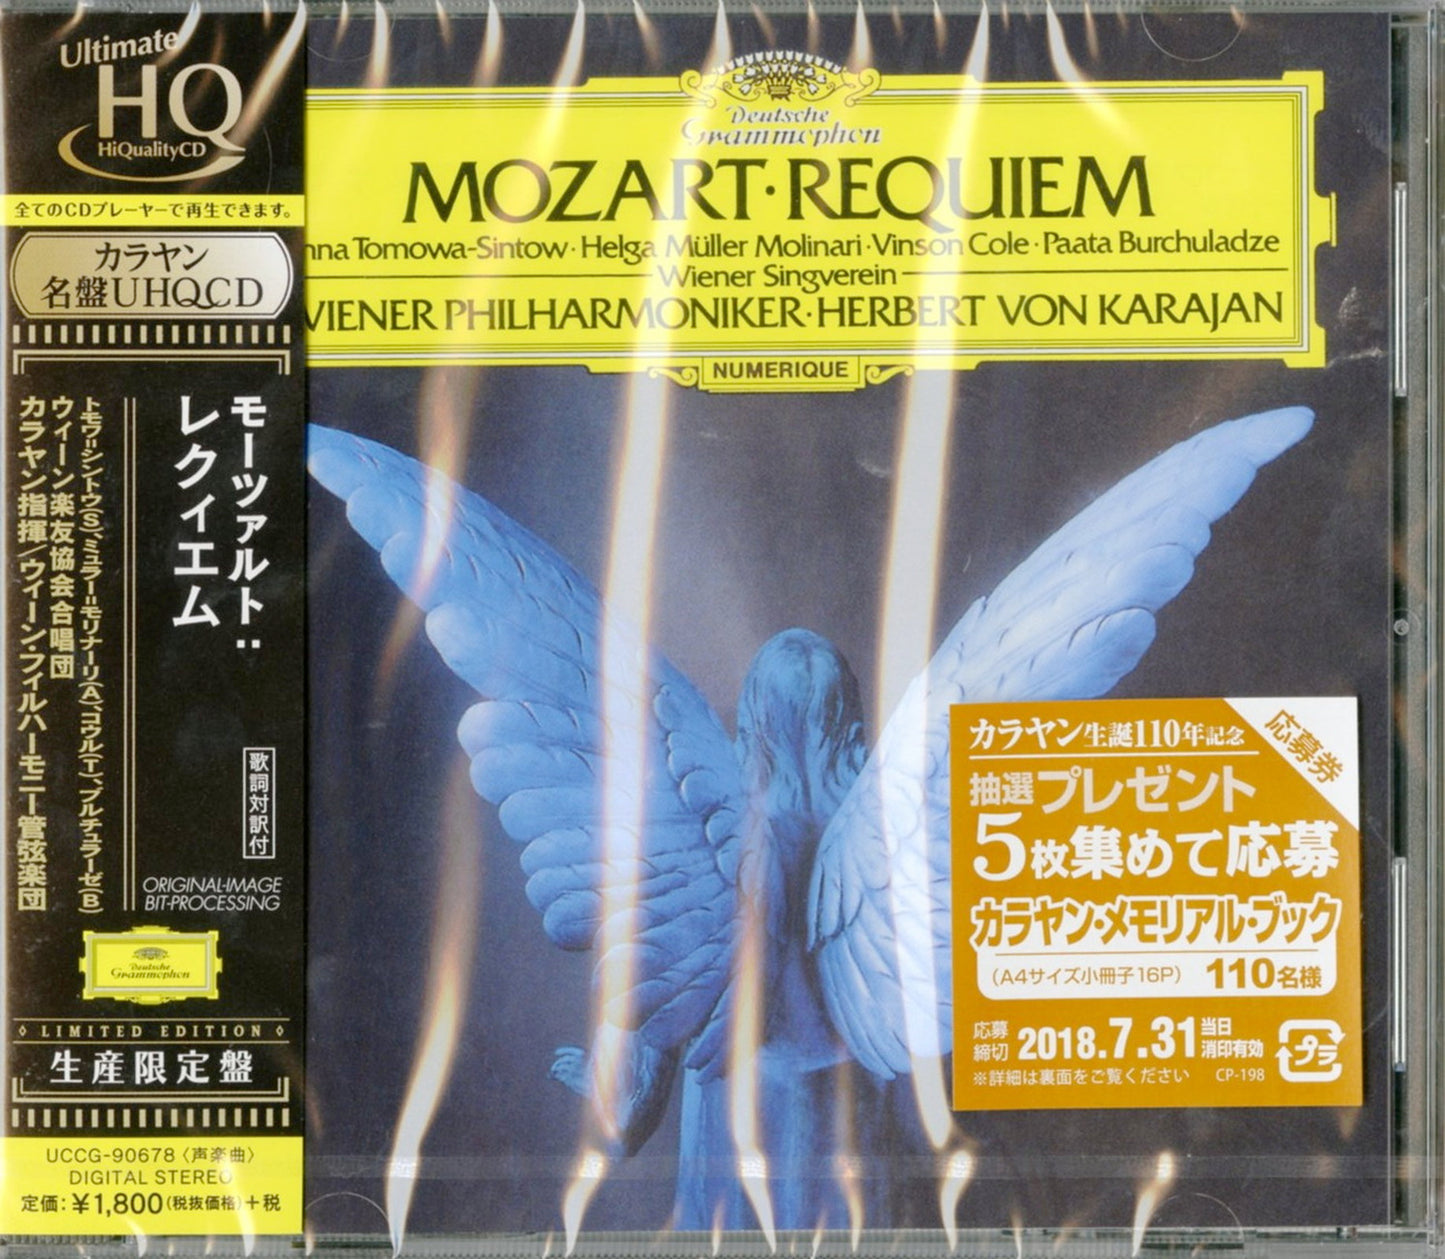 Ultimate
HQ
HiQualityCD
全てのCDプレーヤーで再生できます。
カラヤン
名盤UHQCD
モーツァルト:
レクィエム
トモワ=シントウ(S)、ミュラー=モリナーリ(A)、コウル(T)、ブルチュラーゼ(B)
ウィーン楽友協会合唱団
カラヤン指揮/ウィーン・フィルハーモニー管弦楽団
歌詞対訳付
ORIGINAL-IMAGE
BIT-PROCESSING
Deutsche
Grammophon
LIMITED EDITION
生産限定盤
UCCG-90678〈声楽曲〉
DIGITAL STEREO
定価:¥1,800(税抜価格)+税
Deutsche
Grammophon
MOZART·REQUIEM
nna Tomowa-Sintow·Helga Müller Molinari·Vinson Cole·Paata Burchuladze
Wiener Singverein
WIENER PHILHARMONIKER·HERBERT VON KARAJAN
NUMERIQUE
応募券
カラヤン生誕110年記念
抽選プレゼント
5枚集めて応募
カラヤン・メモリアル・ブック
(A4サイズ小冊子16P) 110名様
応募締切 2018.7.31 当日消印有効
※詳細は裏面をご覧ください CP-198
プラ